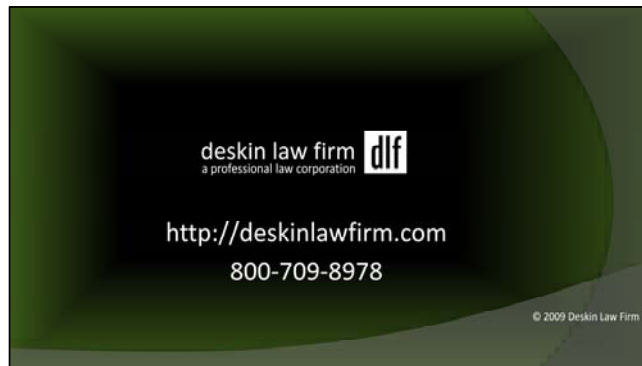 deskin law firm dlf
a professional law corporation
http://deskinlawfirm.com
800-709-8978
© 2009 Deskin Law Firm